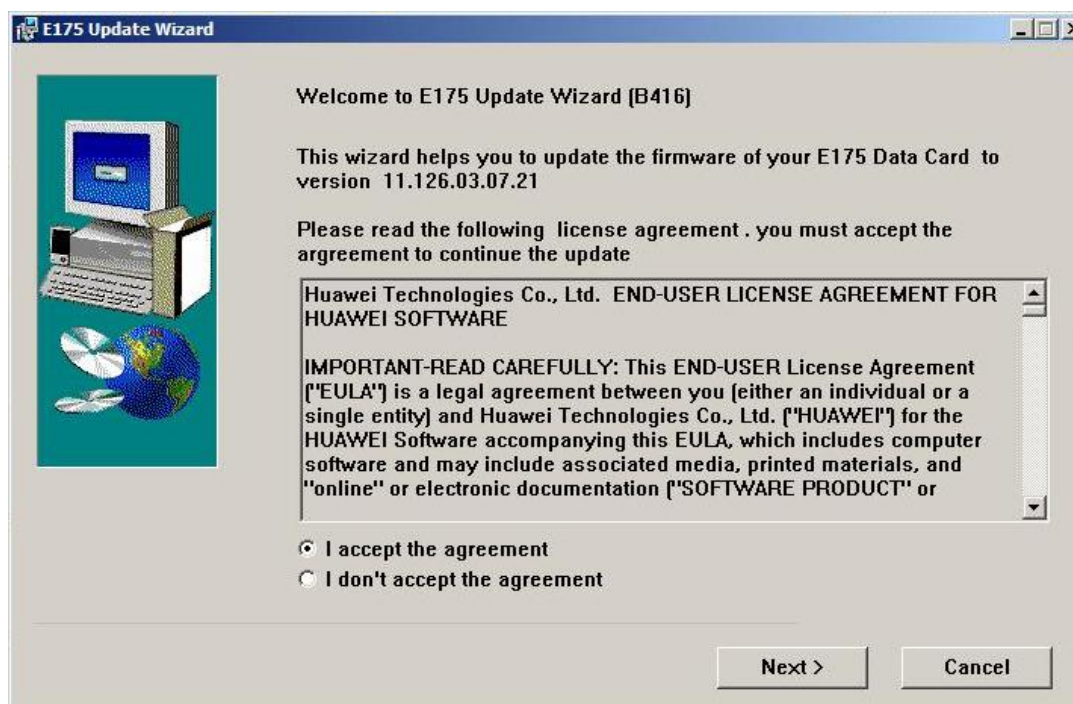 E175 Update Wizard
Welcome to E175 Update Wizard (B416)
This wizard helps you to update the firmware of your E175 Data Card  to
version  11.126.03.07.21
Please read the following  license agreement . you must accept the
argreement to continue the update
Huawei Technologies Co., Ltd.  END-USER LICENSE AGREEMENT FOR
HUAWEI SOFTWARE
IMPORTANT-READ CAREFULLY: This END-USER License Agreement
("EULA") is a legal agreement between you (either an individual or a
single entity) and Huawei Technologies Co., Ltd. ("HUAWEI") for the
HUAWEI Software accompanying this EULA, which includes computer
software and may include associated media, printed materials, and
"online" or electronic documentation ("SOFTWARE PRODUCT" or
I accept the agreement
I don't accept the agreement
Next >
Cancel